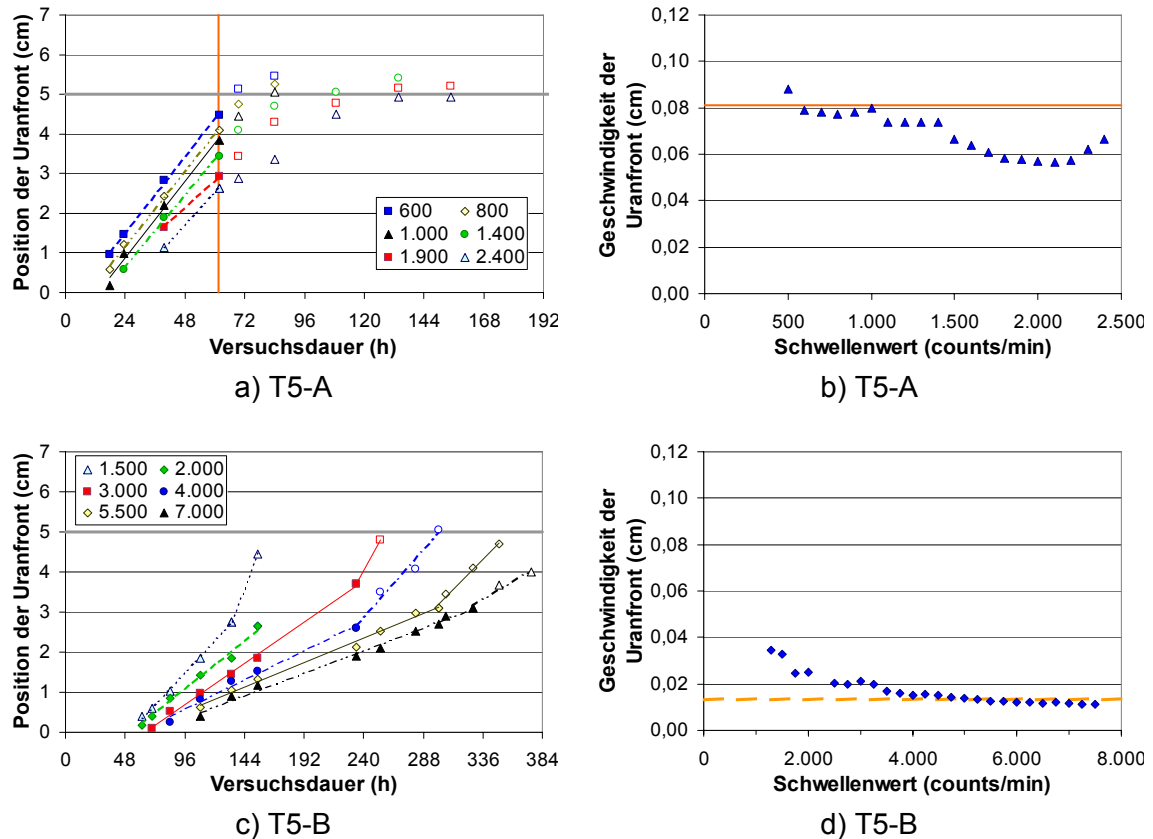 Position der Uranfront (cm)
7
6
5
4
3
2
1
0
600
800
1.000
1.400
1.900
2.400
0 24 48 72 96 120 144 168 192
Versuchsdauer (h)
a) T5-A
Geschwindigkeit der
Uranfront (cm)
0,12
0,10
0,08
0,06
0,04
0,02
0,00
0 500 1.000 1.500 2.000 2.500
Schwellenwert (counts/min)
b) T5-A
Position der Uranfront (cm)
7
6
5
4
3
2
1
0
1.500
2.000
3.000
4.000
5.500
7.000
0 48 96 144 192 240 288 336 384
Versuchsdauer (h)
c) T5-B
Geschwindigkeit der
Uranfront (cm)
0,12
0,10
0,08
0,06
0,04
0,02
0,00
0 2.000 4.000 6.000 8.000
Schwellenwert (counts/min)
d) T5-B